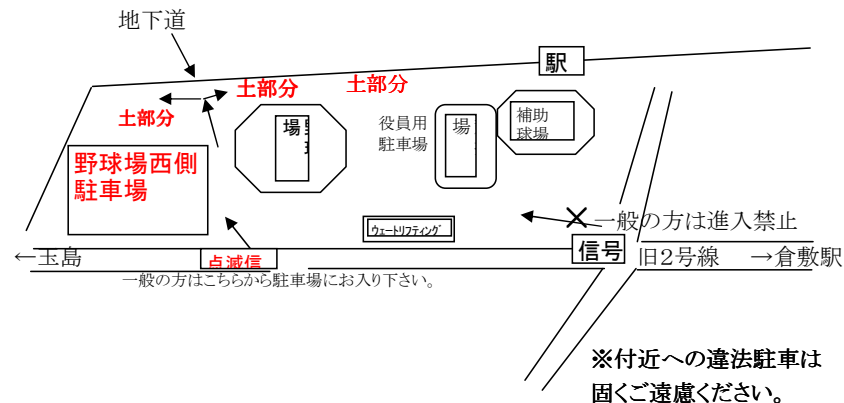 地下道
駅
土部分
土部分
土部分
補助
球場
役員用
駐車場
場
場
野球場西側
駐車場
ウェートリフティング
一般の方は進入禁止
信号
←玉島
点滅信
旧２号線
→倉敷駅
一般の方はこちらから駐車場にお入り下さい。
※付近への違法駐車は
固くご遠慮ください。